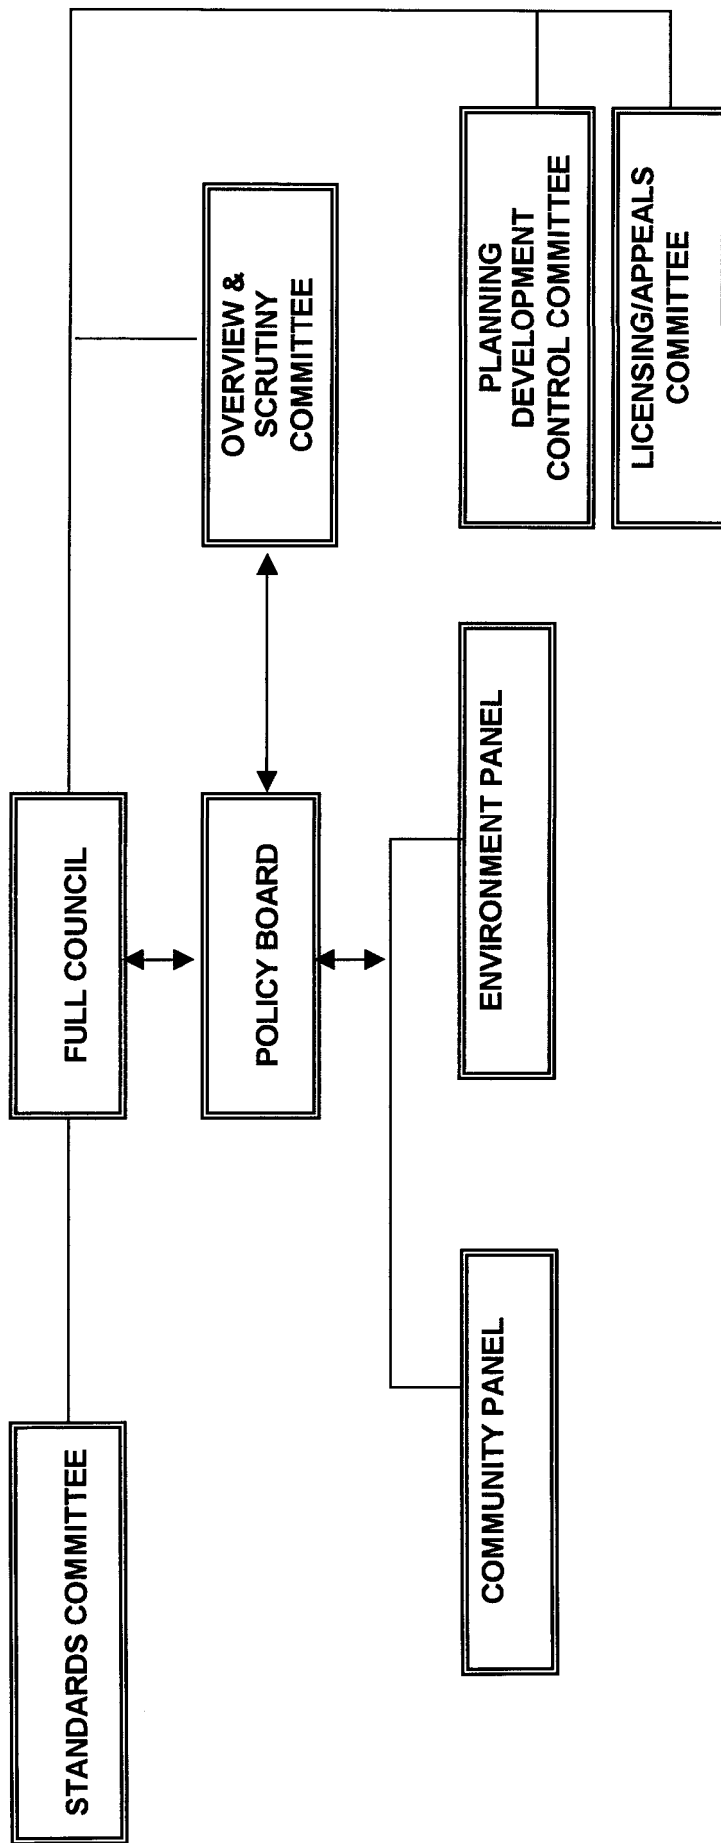 STANDARDS COMMITTEE
FULL COUNCIL
POLICY BOARD
OVERVIEW &
SCRUTINY
COMMITTEE
COMMUNITY PANEL
ENVIRONMENT PANEL
PLANNING
DEVELOPMENT
CONTROL COMMITTEE
LICENSING/APPEALS
COMMITTEE